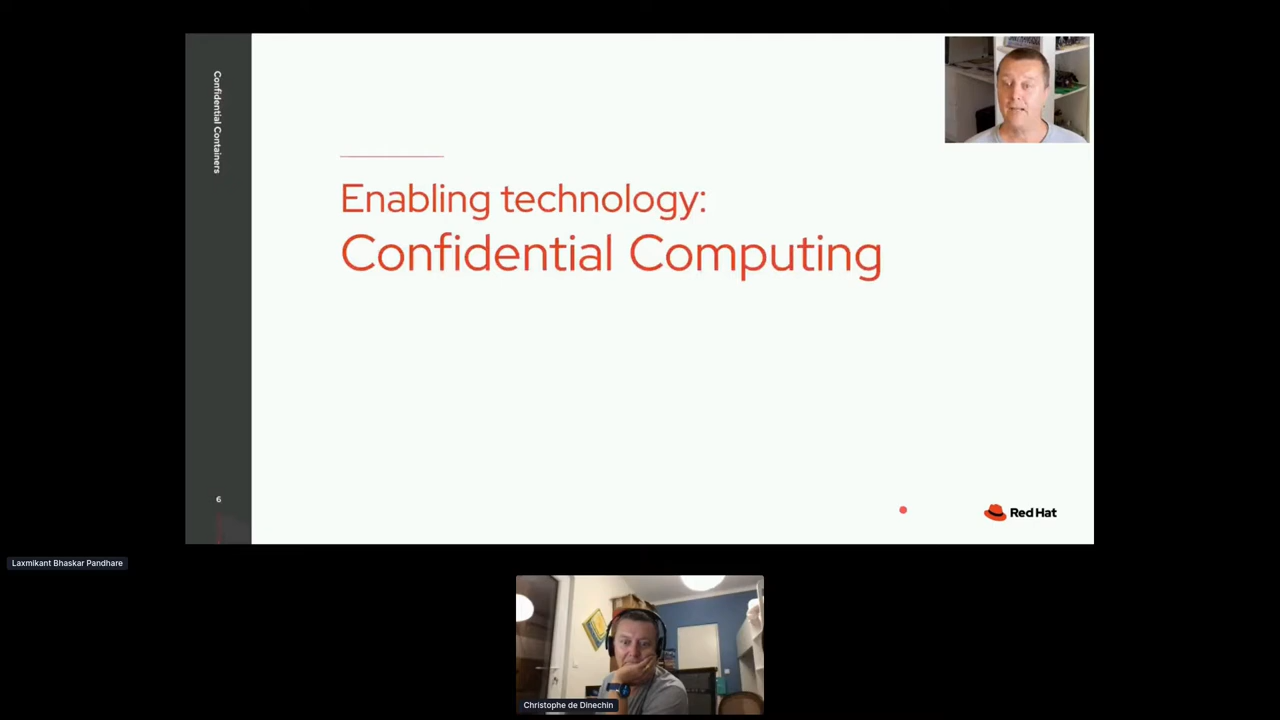 Confidential Containers
Enabling technology:
Confidential Computing
6
Red Hat
Laxmikant Bhaskar Pandhare
Christophe de Dinechin